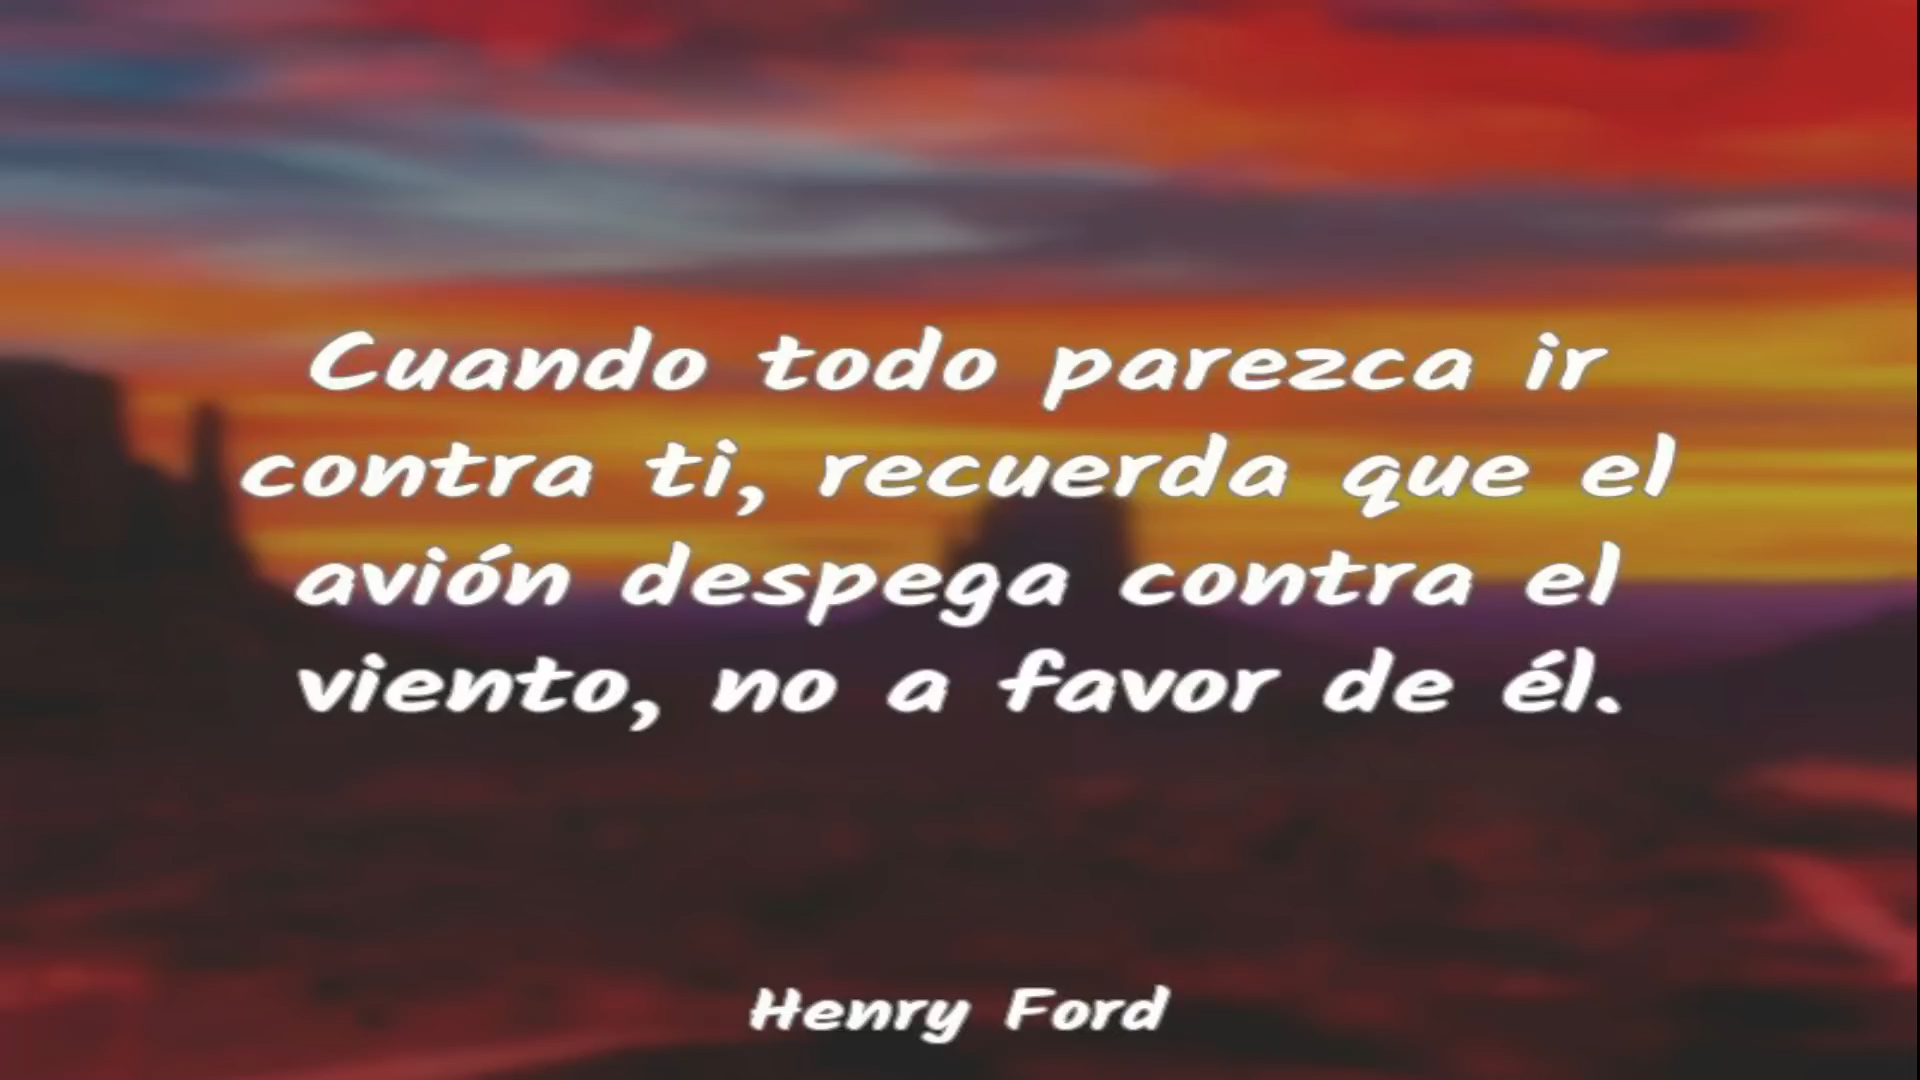 Cuando todo parezca ir
contra ti, recuerda que el
avión despega contra el
viento, no a favor de él.
Henry Ford